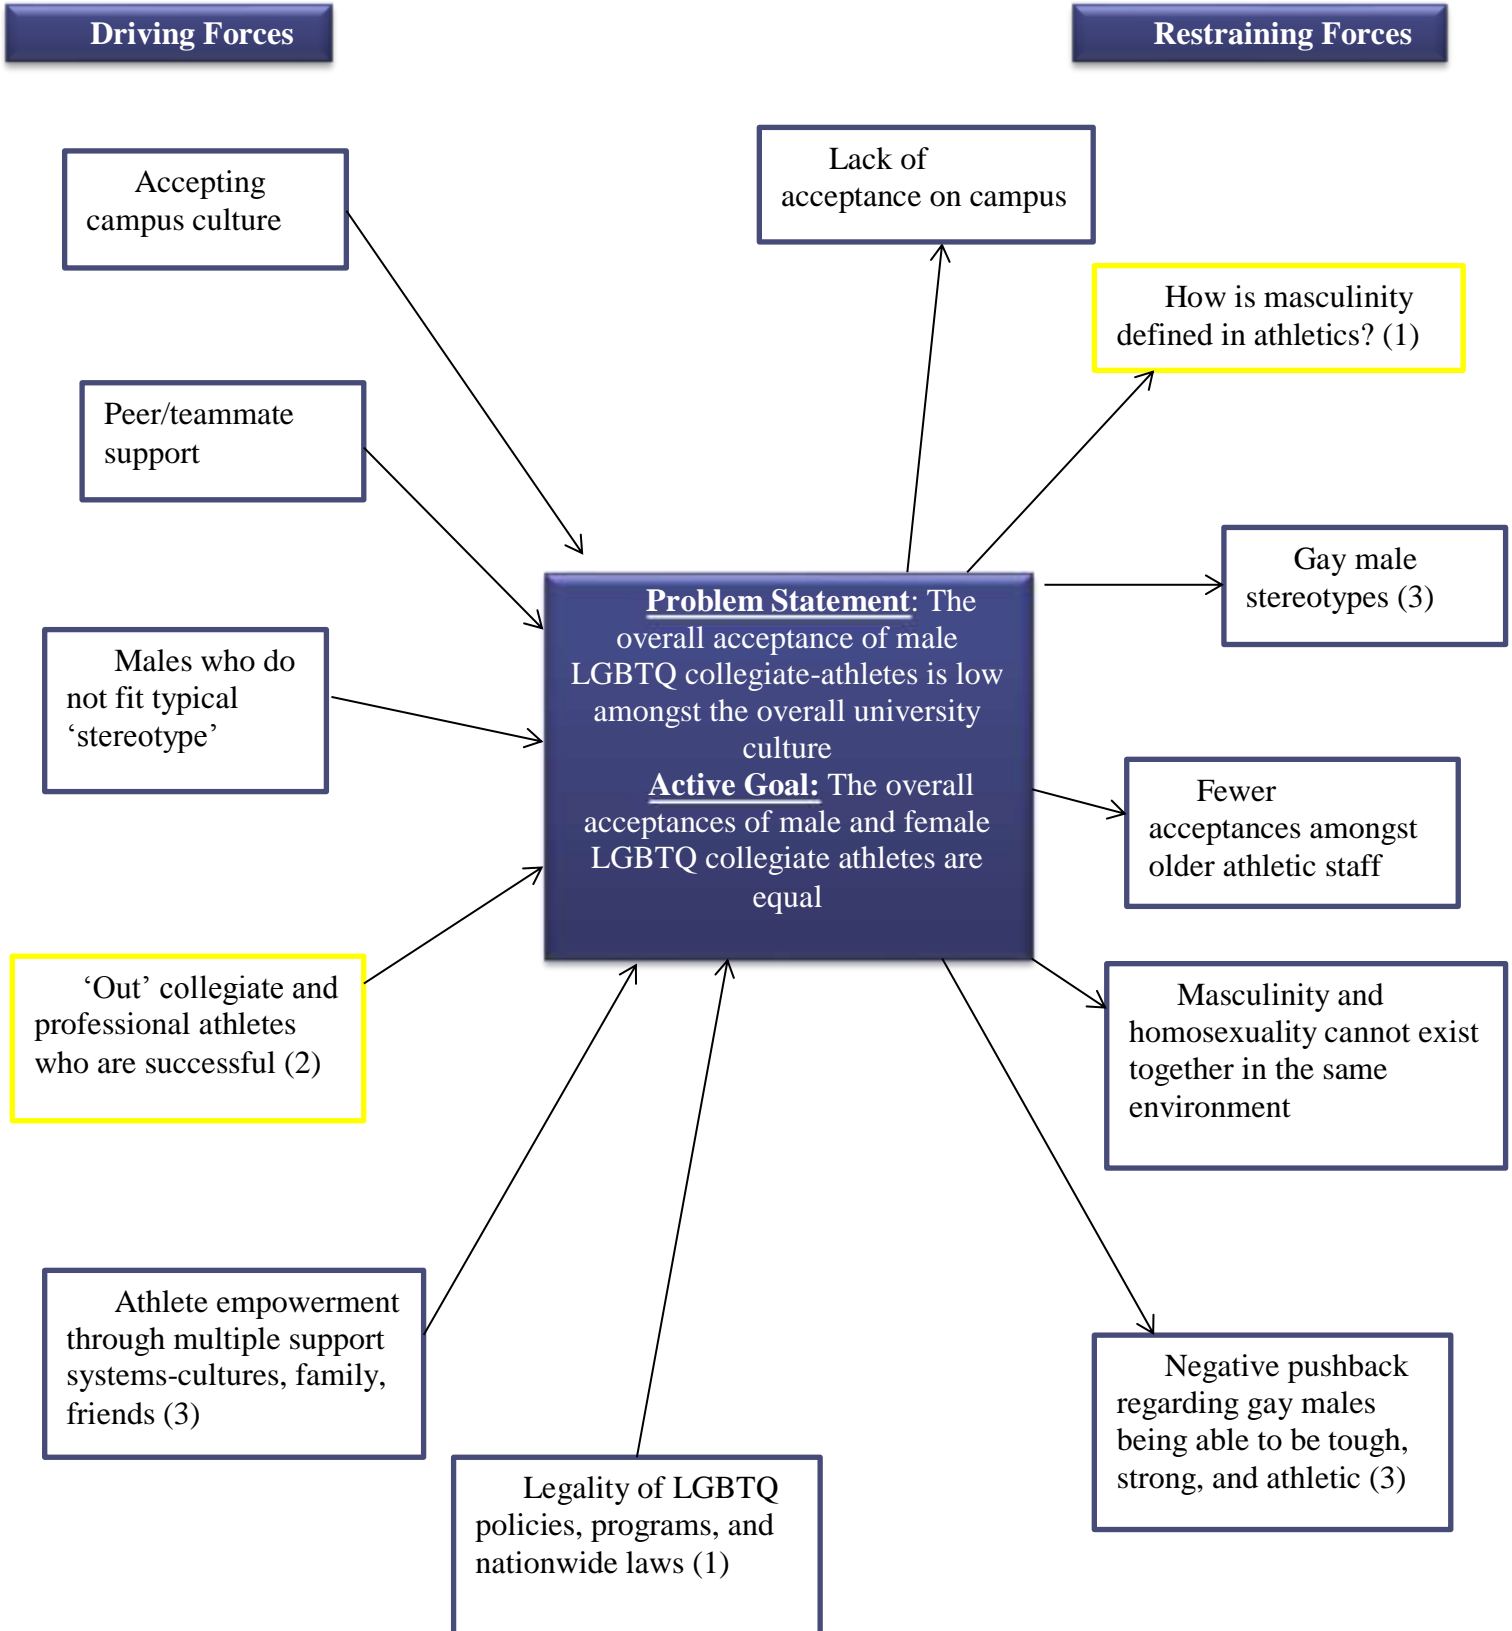 Driving Forces
Restraining Forces
Accepting
campus culture
Peer/teammate
support
Males who do
not fit typical
‘stereotype’
‘Out’ collegiate and
professional athletes
who are successful (2)
Athlete empowerment
through multiple support
systems-cultures, family,
friends (3)
Legality of LGBTQ
policies, programs, and
nationwide laws (1)
Problem Statement: The
overall acceptance of male
LGBTQ collegiate-athletes is low
amongst the overall university
culture
Active Goal: The overall
acceptances of male and female
LGBTQ collegiate athletes are
equal
Lack of
acceptance on campus
How is masculinity
defined in athletics? (1)
Gay male
stereotypes (3)
Fewer
acceptances amongst
older athletic staff
Masculinity and
homosexuality cannot exist
together in the same
environment
Negative pushback
regarding gay males
being able to be tough,
strong, and athletic (3)